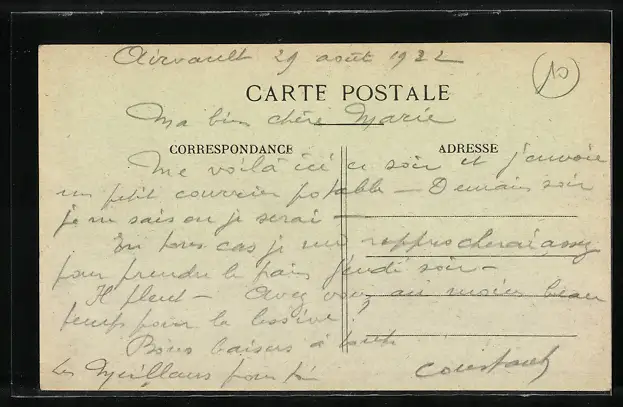 Airvault 29 août 1922
10
CARTE POSTALE
Ma bien chère Marie
CORRESPONDANCE
ADRESSE
Me voilà ici ce soir et j'envoie
un petit courrier potable — Demain soir
je ne sais où je serai —
En tous cas je me rapprocherai assez
pour prendre le train jeudi soir —
Il pleut — Avez vous au moins beau
temps pour la lessive ?
Bons baisers à tous
Les Meilleurs pour toi
Constant